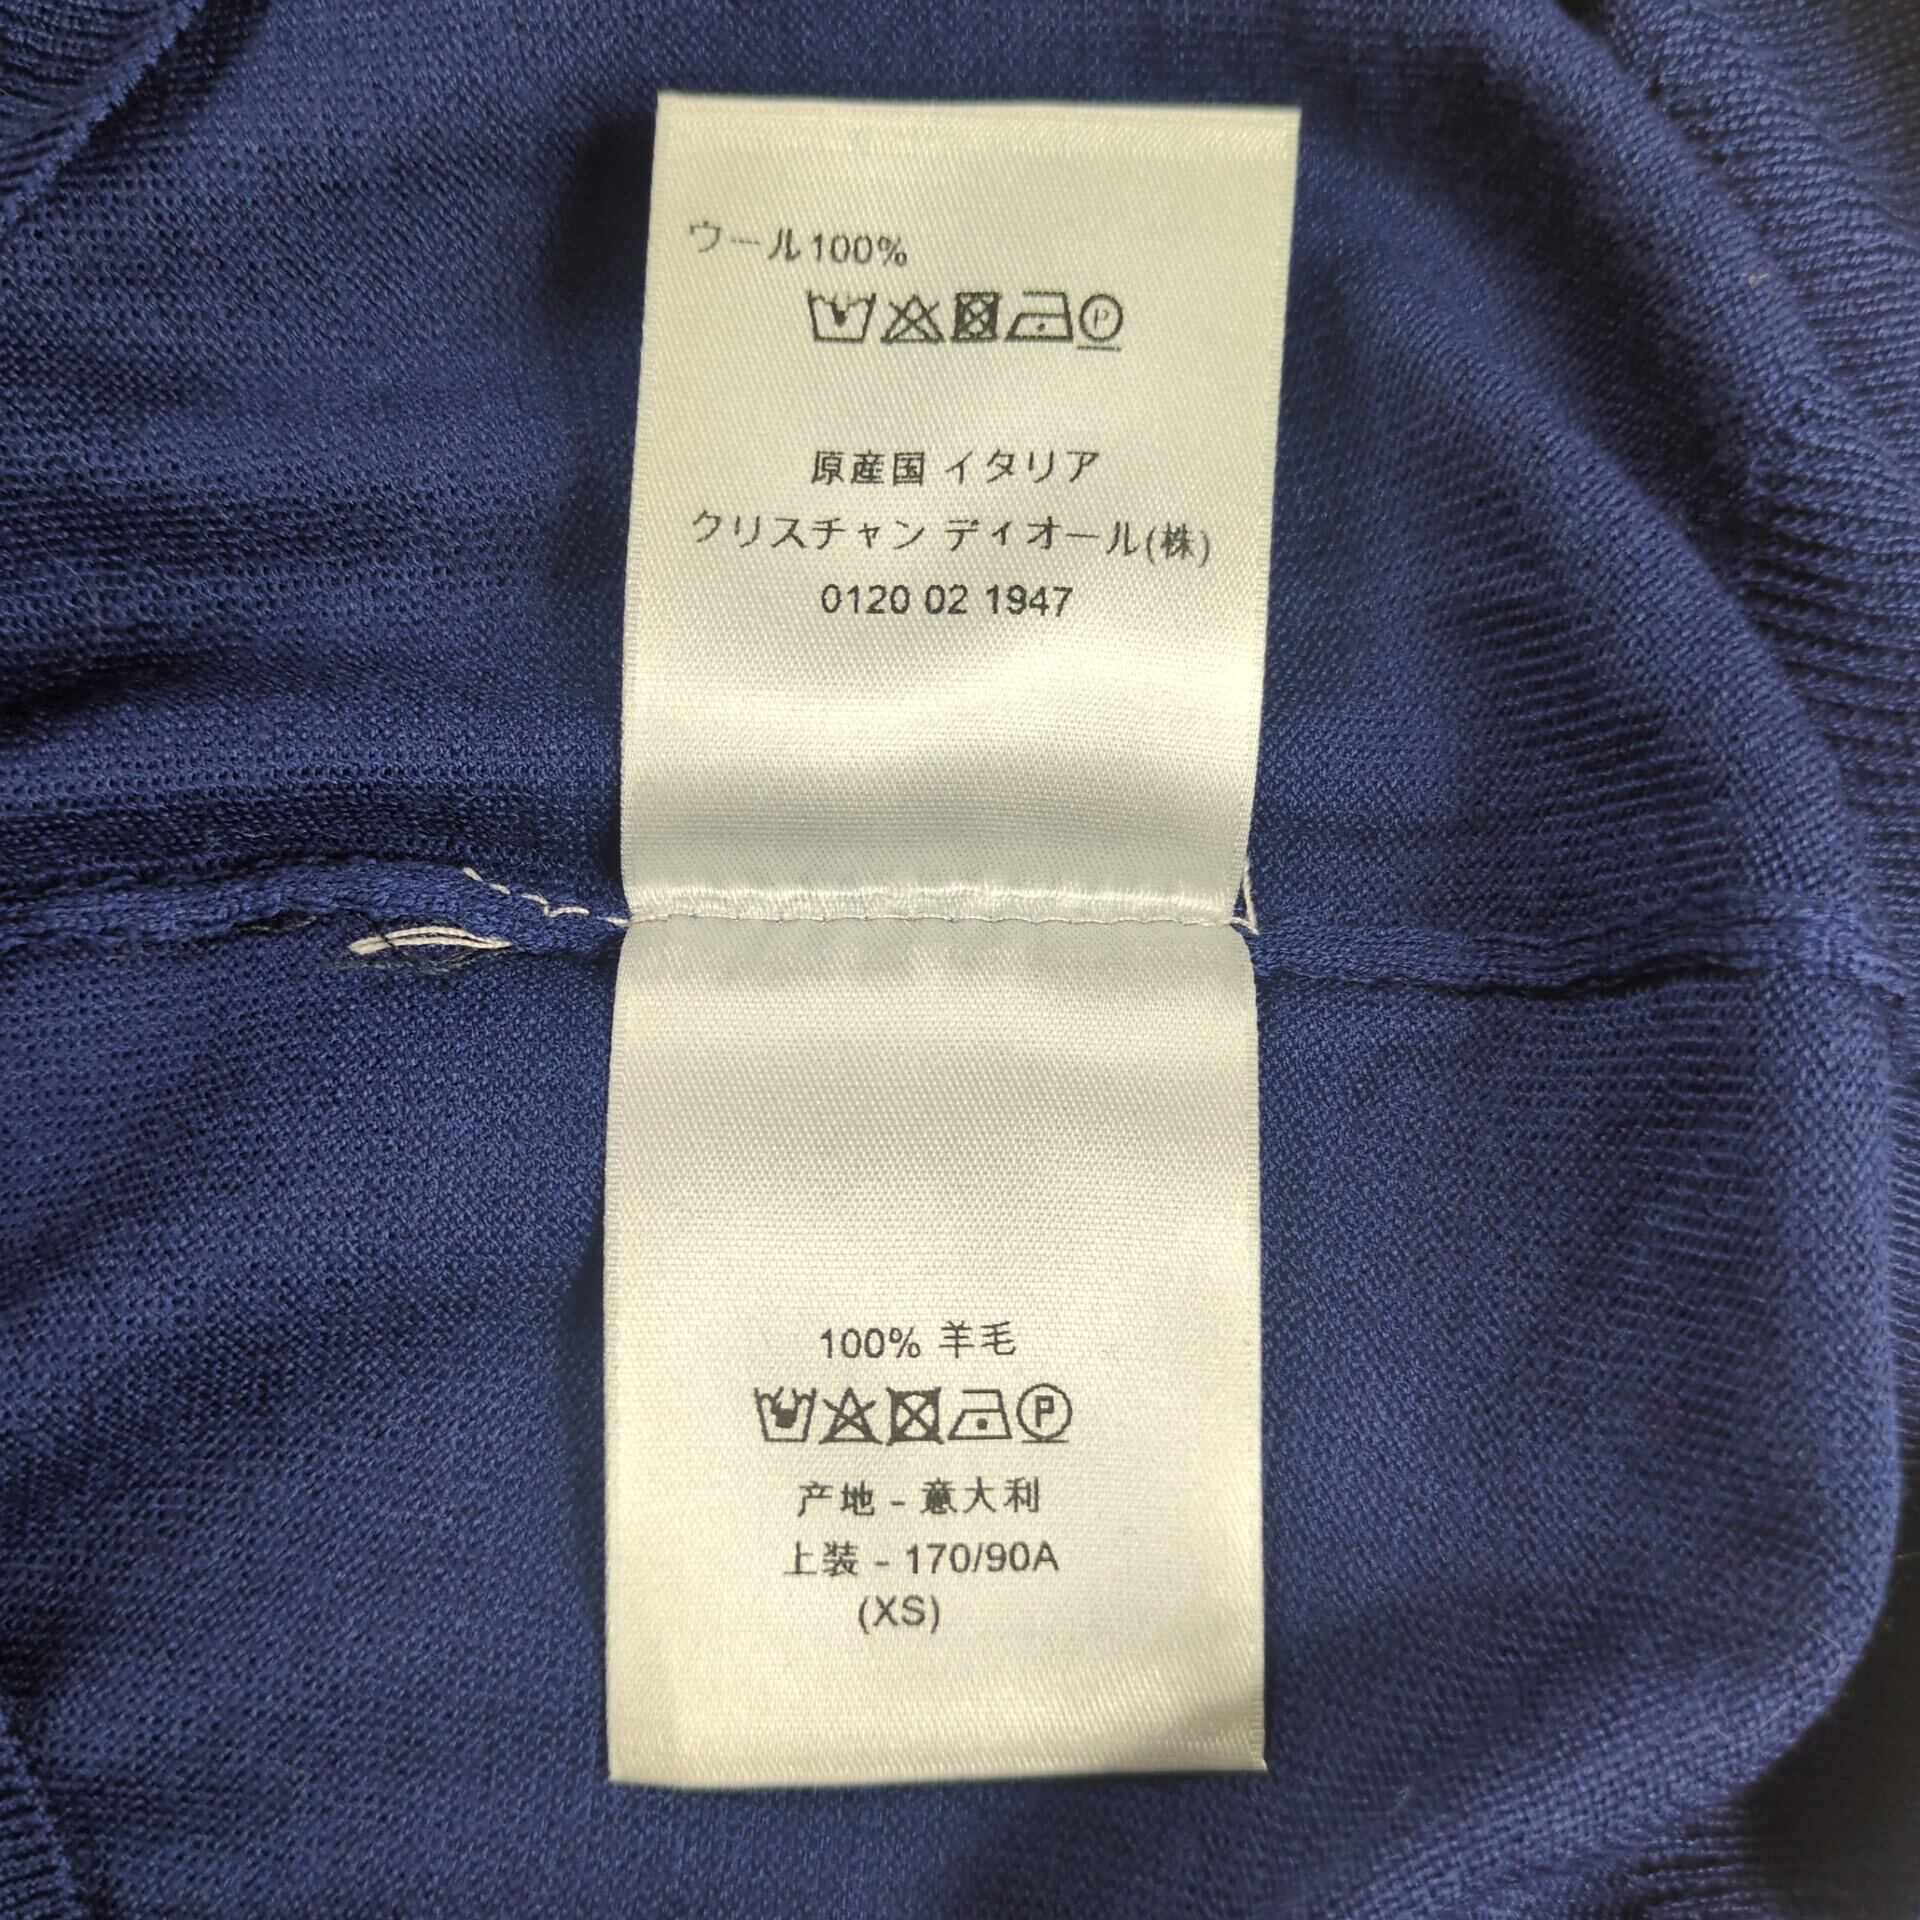 ウール100%
原産国 イタリア
クリスチャン ディオール(株)
0120 02 1947
100% 羊毛
P
产地 - 意大利
上装 - 170/90A
(XS)